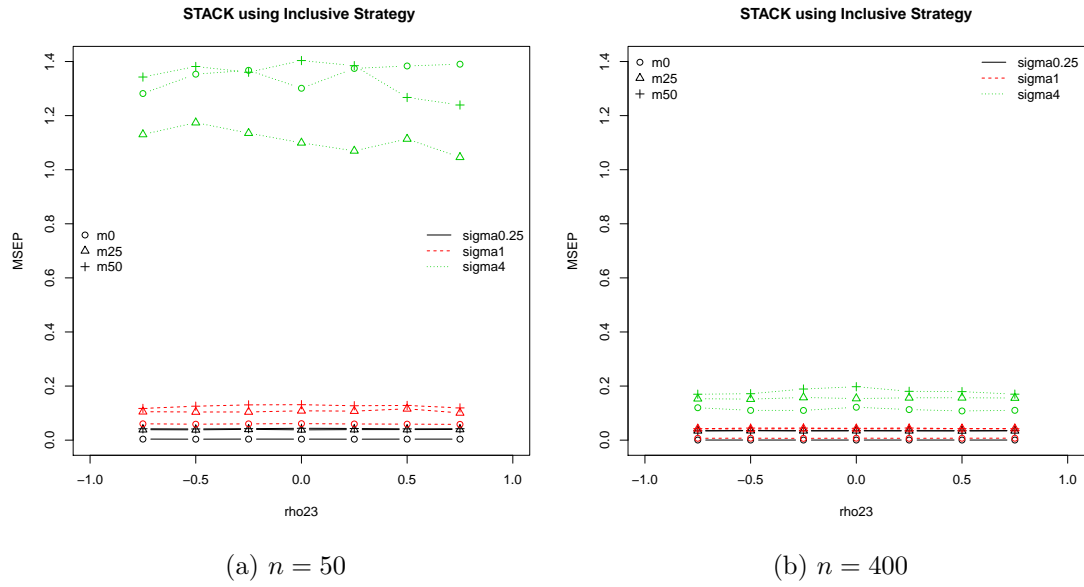 STACK using Inclusive Strategy
MSEP
1.4
1.2
1.0
0.8
0.6
0.4
0.2
0.0
m0
m25
m50
sigma0.25
sigma1
sigma4
−1.0 −0.5 0.0 0.5 1.0
rho23
(a) n = 50
STACK using Inclusive Strategy
MSEP
1.4
1.2
1.0
0.8
0.6
0.4
0.2
0.0
m0
m25
m50
sigma0.25
sigma1
sigma4
−1.0 −0.5 0.0 0.5 1.0
rho23
(b) n = 400